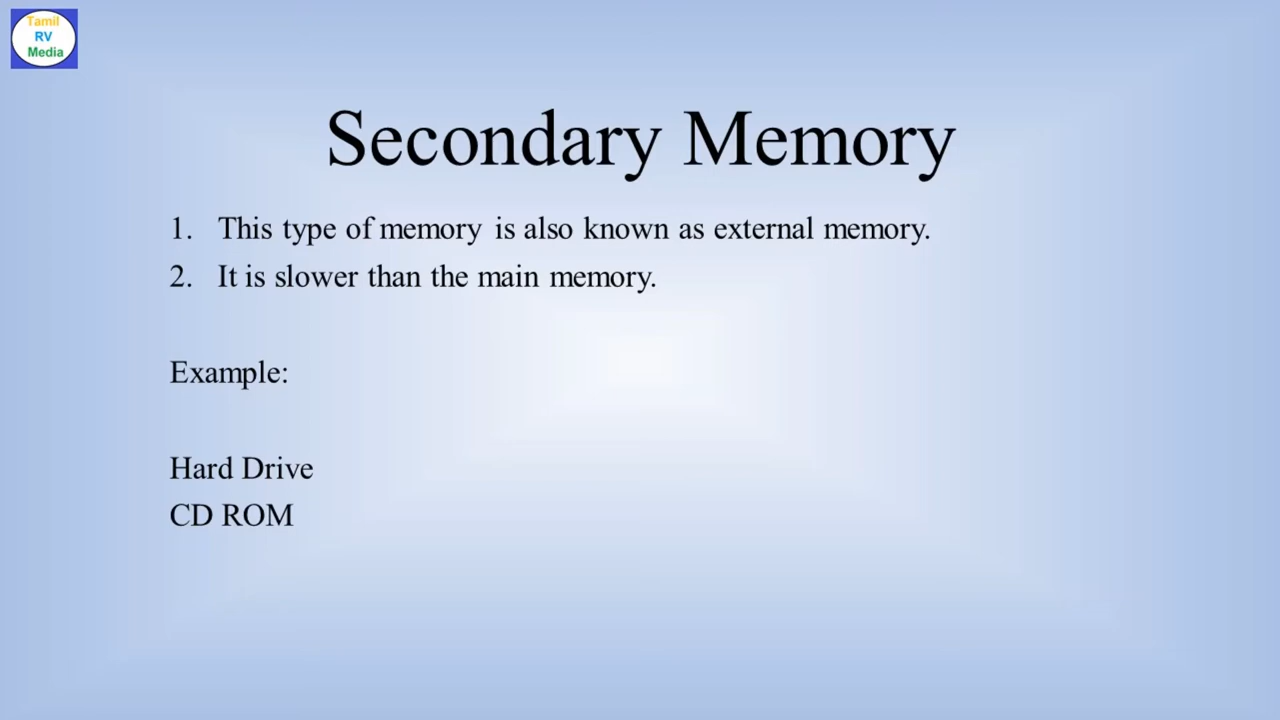 Tamil
RV
Media
Secondary Memory
1. This type of memory is also known as external memory.
2. It is slower than the main memory.
Example:
Hard Drive
CD ROM